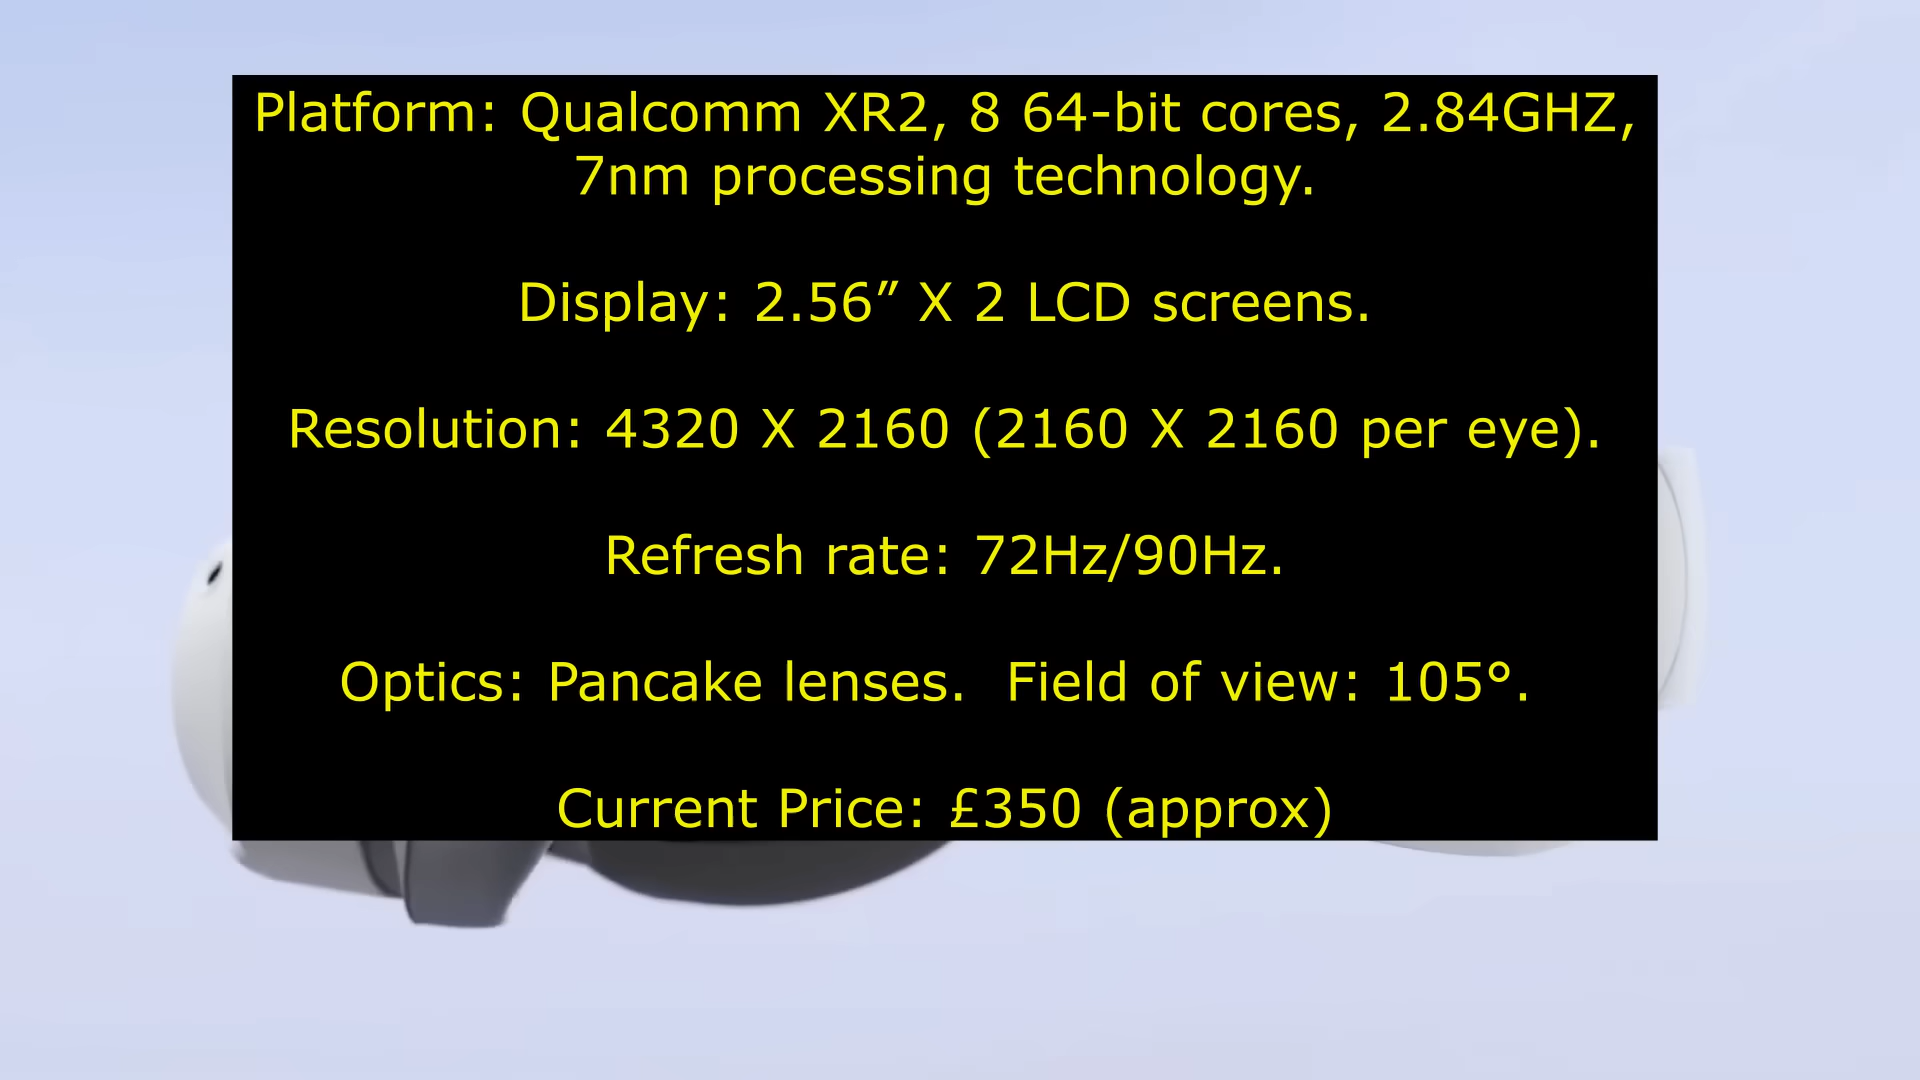 Platform: Qualcomm XR2, 8 64-bit cores, 2.84GHZ,
7nm processing technology.
Display: 2.56” X 2 LCD screens.
Resolution: 4320 X 2160 (2160 X 2160 per eye).
Refresh rate: 72Hz/90Hz.
Optics: Pancake lenses.  Field of view: 105°.
Current Price: £350 (approx)